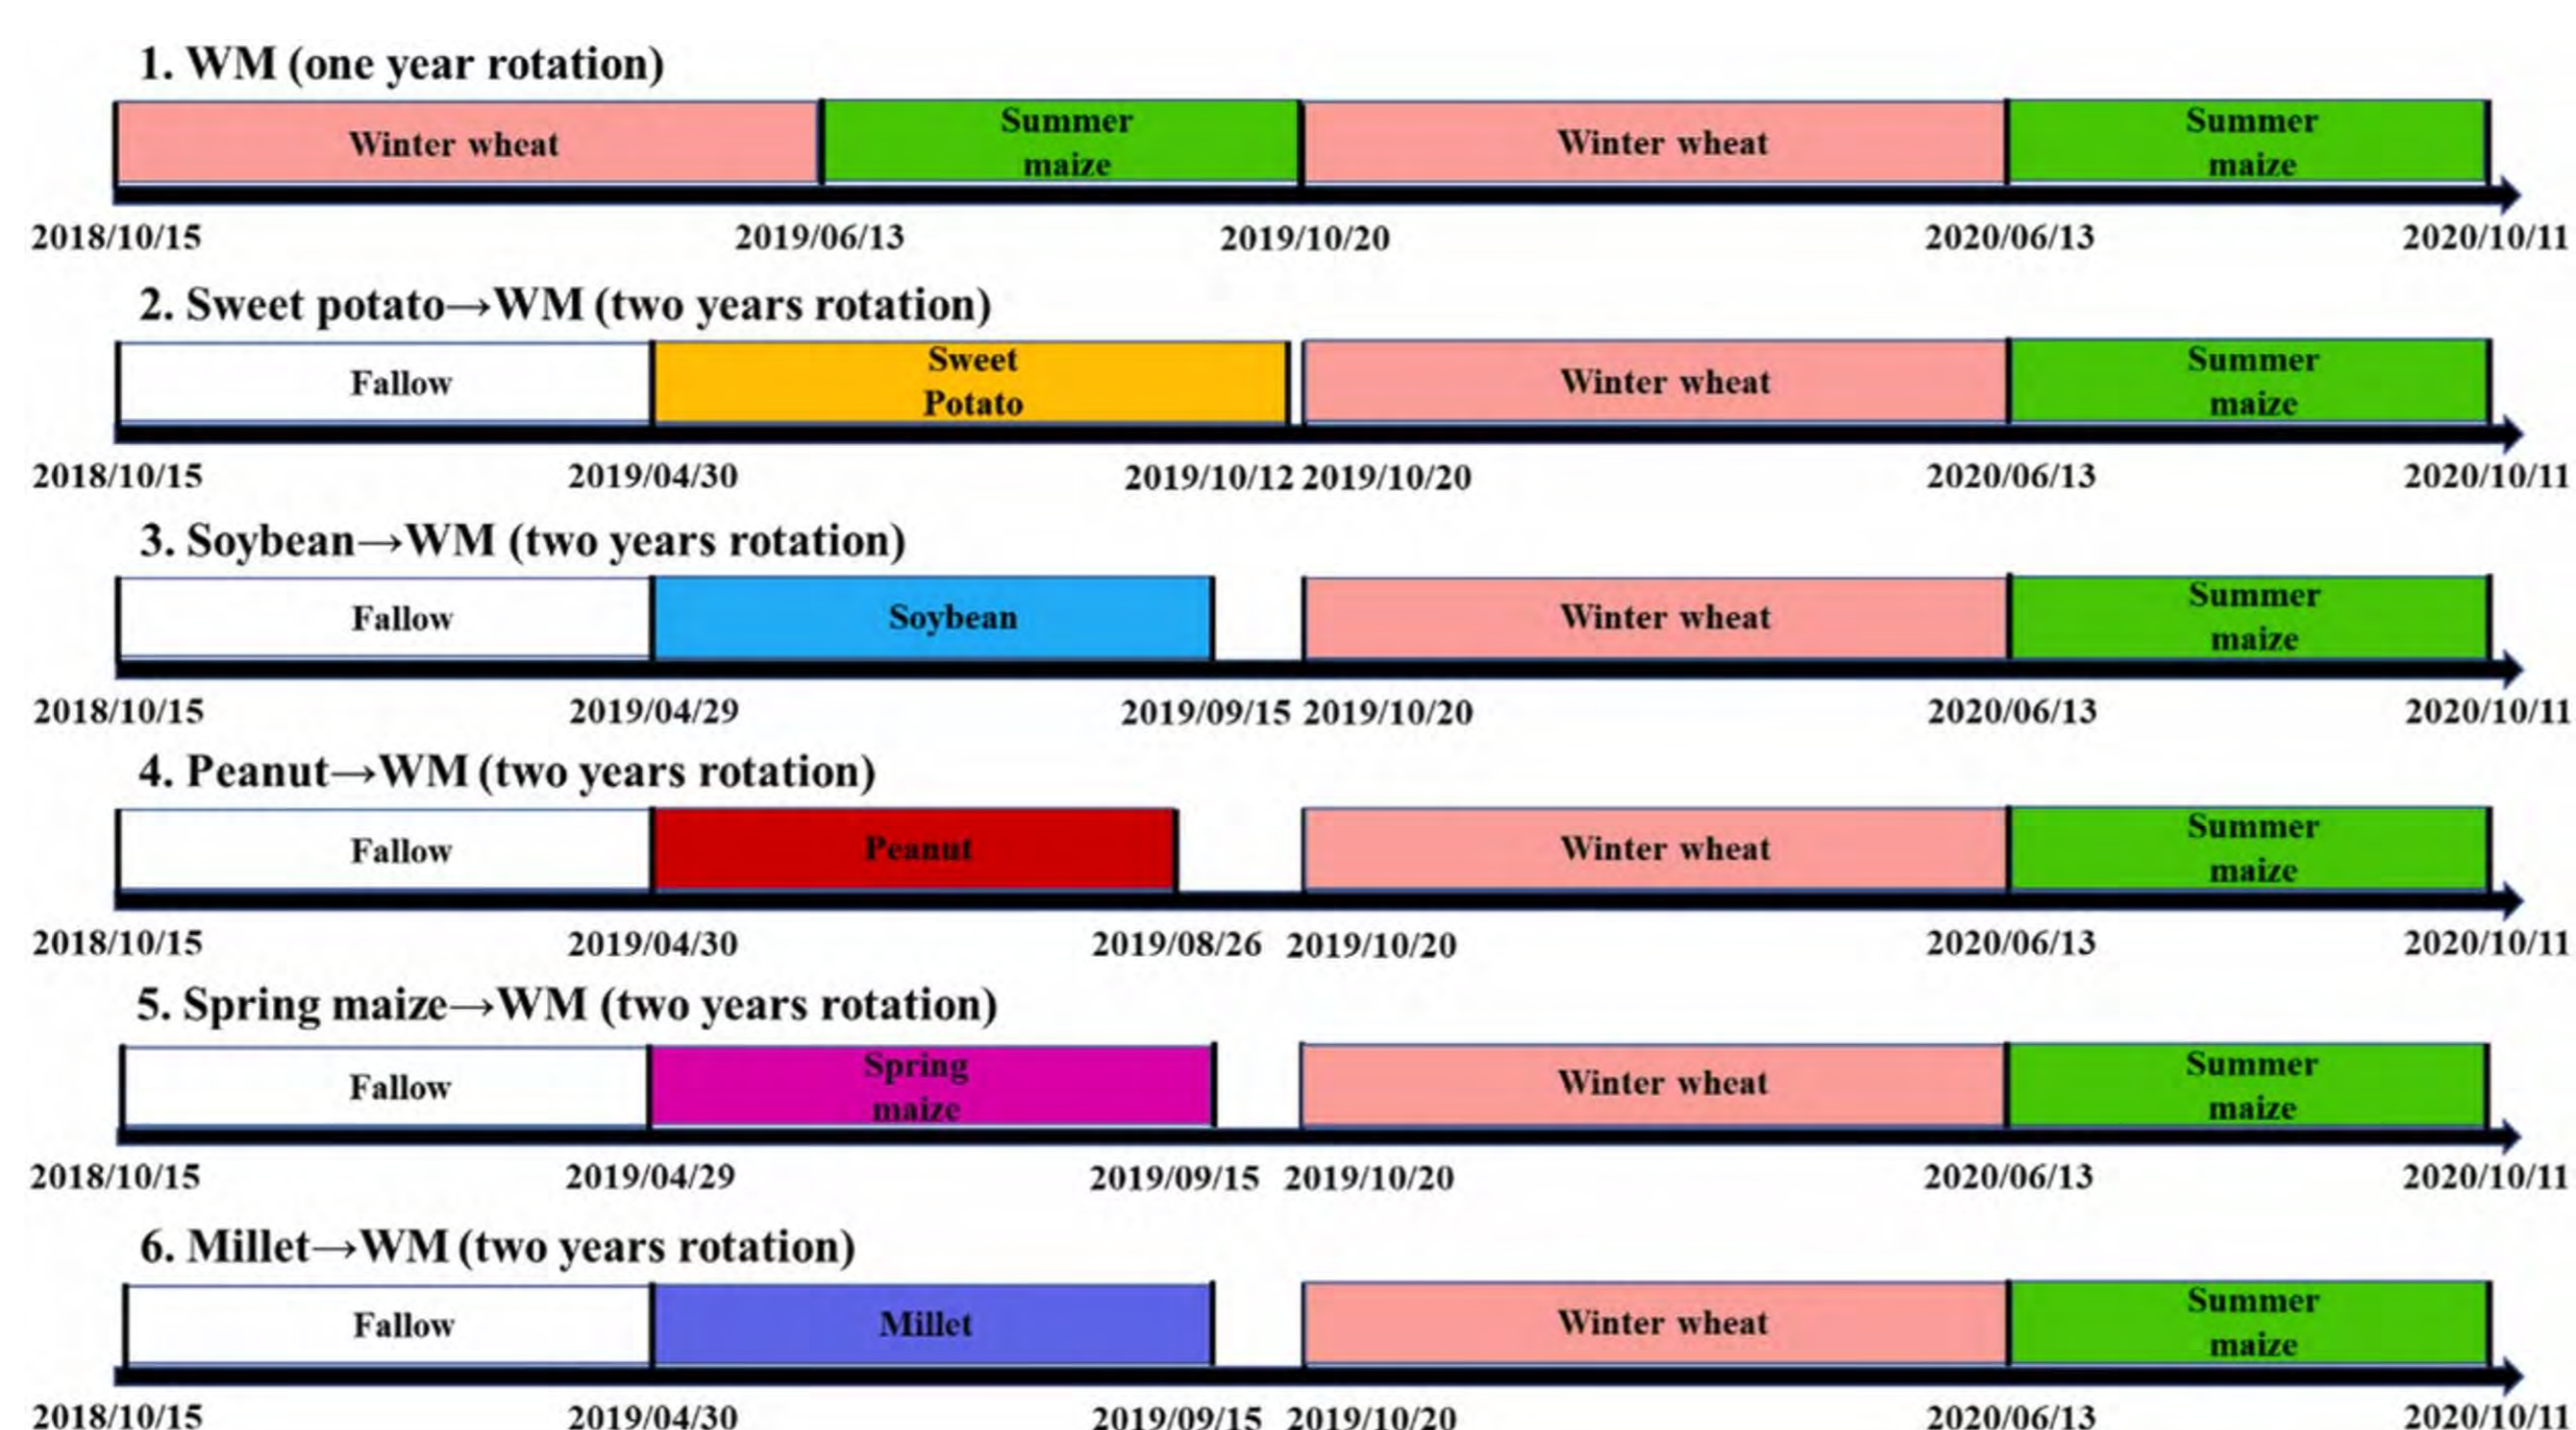 1. WM (one year rotation)
Winter wheat
Summer
maize
Winter wheat
Summer
maize
2018/10/15 2019/06/13 2019/10/20 2020/06/13 2020/10/11
2. Sweet potato→WM (two years rotation)
Fallow
Sweet
Potato
Winter wheat
Summer
maize
2018/10/15 2019/04/30 2019/10/12 2019/10/20 2020/06/13 2020/10/11
3. Soybean→WM (two years rotation)
Fallow
Soybean
Winter wheat
Summer
maize
2018/10/15 2019/04/29 2019/09/15 2019/10/20 2020/06/13 2020/10/11
4. Peanut→WM (two years rotation)
Fallow
Peanut
Winter wheat
Summer
maize
2018/10/15 2019/04/30 2019/08/26 2019/10/20 2020/06/13 2020/10/11
5. Spring maize→WM (two years rotation)
Fallow
Spring
maize
Winter wheat
Summer
maize
2018/10/15 2019/04/29 2019/09/15 2019/10/20 2020/06/13 2020/10/11
6. Millet→WM (two years rotation)
Fallow
Millet
Winter wheat
Summer
maize
2018/10/15 2019/04/30 2019/09/15 2019/10/20 2020/06/13 2020/10/11